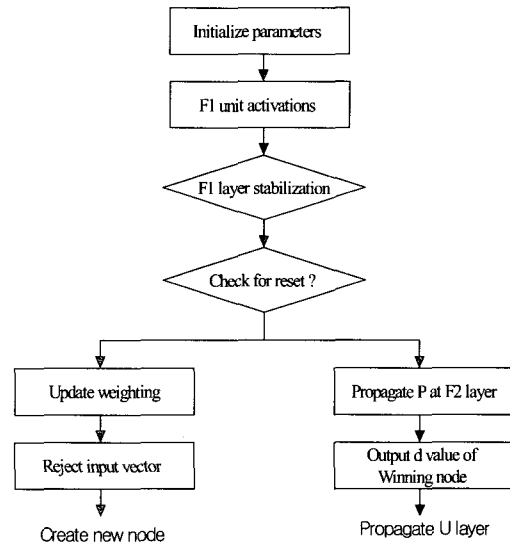 Initialize parameters
F1 unit activations
F1 layer stabilization
Check for reset ?
Update weighting
Propagate P at F2 layer
Reject input vector
Output d value of
Winning node
Create new node
Propagate U layer